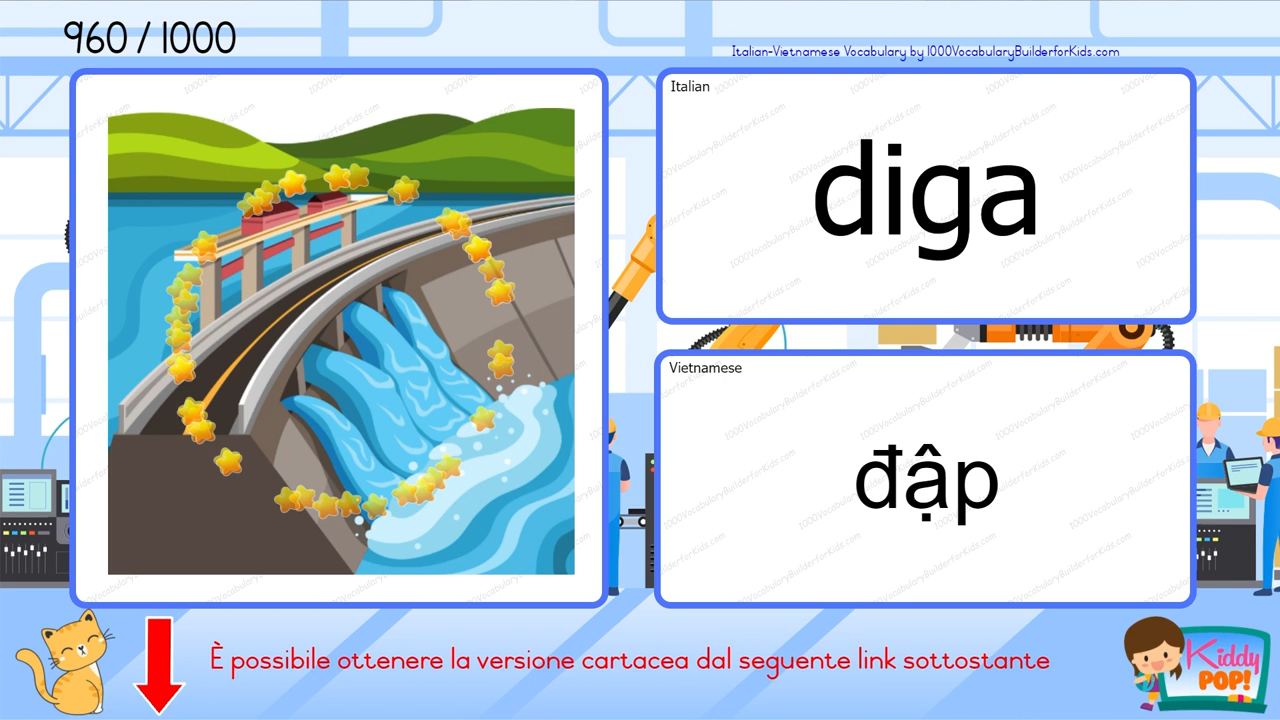 960 / 1000
Italian-Vietnamese Vocabulary by 1000VocabularyBuilderforKids.com
Italian
diga
Vietnamese
đập
È possibile ottenere la versione cartacea dal seguente link sottostante
Kiddy
POP!